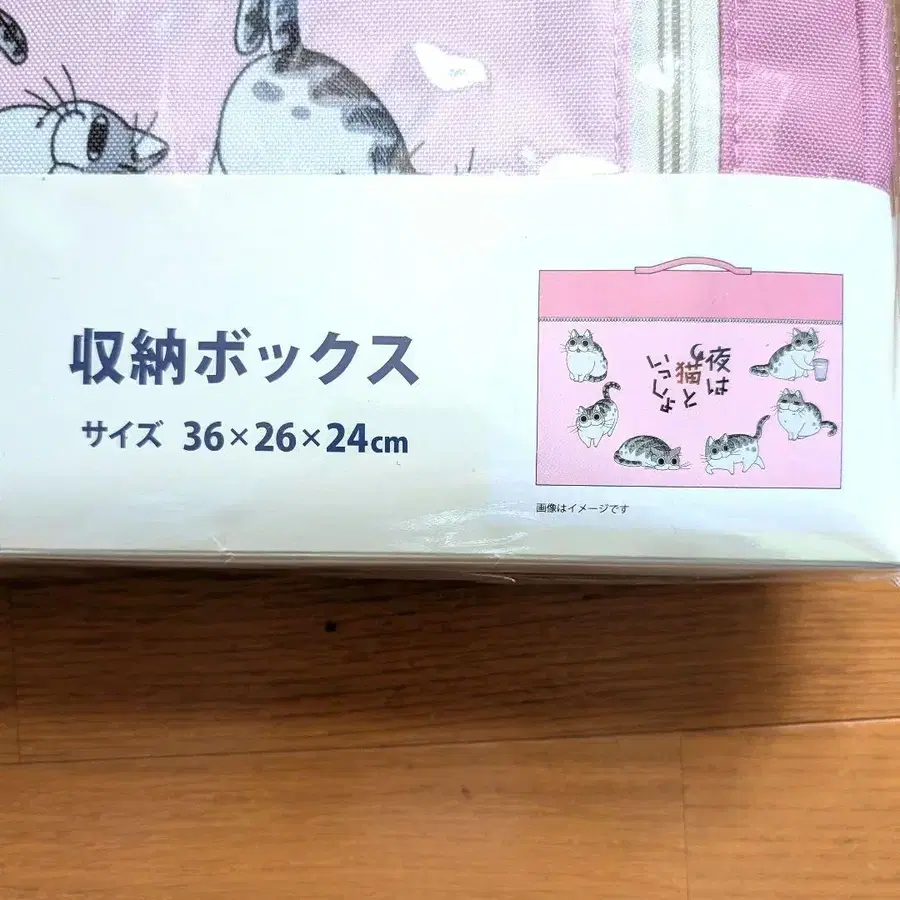 収納ボックス
サイズ 36×26×24cm
夜は
猫と
いっしょ
画像はイメージです